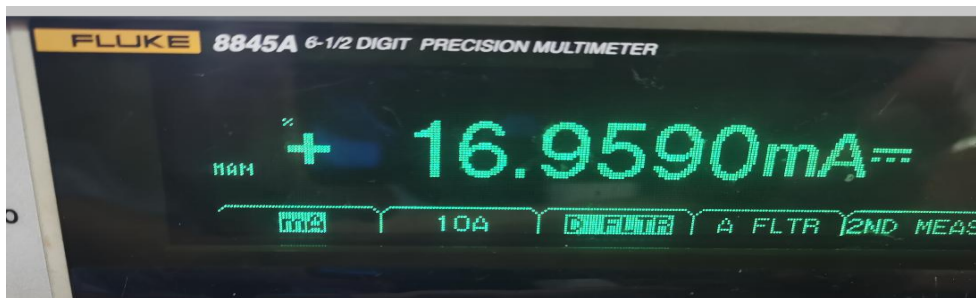 FLUKE 8845A 6-1/2 DIGIT PRECISION MULTIMETER
%
MAN + 16.9590mA
mA 10A D FLTR A FLTR 2ND MEAS